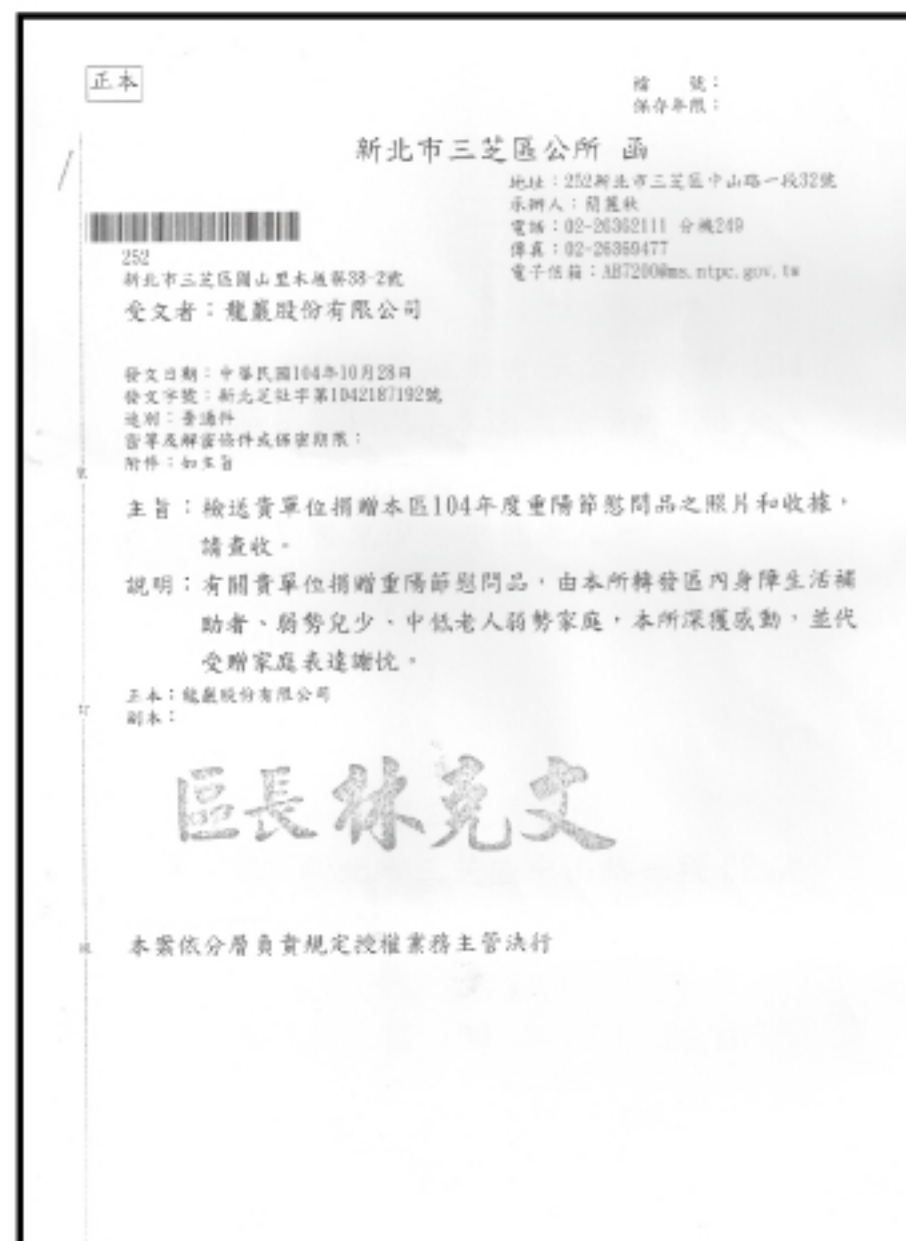 正本
檔　　號：
保存年限：
新北市三芝區公所　函
地址：252新北市三芝區中山路一段32號
承辦人：簡麗秋
電話：02-26362111 分機249
傳真：02-26369477
電子信箱：AB7200@ms.ntpc.gov.tw
252
新北市三芝區圓山里木屐寮38-2號
受文者：龍巖股份有限公司
發文日期：中華民國104年10月28日
發文字號：新北芝社字第1042187192號
速別：普通件
密等及解密條件或保密期限：
附件：如主旨
主旨：檢送貴單位捐贈本區104年度重陽節慰問品之照片和收據，
請查收。
說明：有關貴單位捐贈重陽節慰問品，由本所轉發區內身障生活補
助者、弱勢兒少、中低老人弱勢家庭，本所深獲感動，並代
受贈家庭表達謝忱。
正本：龍巖股份有限公司
副本：
訂
區長 林克文
本案依分層負責規定授權業務主管決行